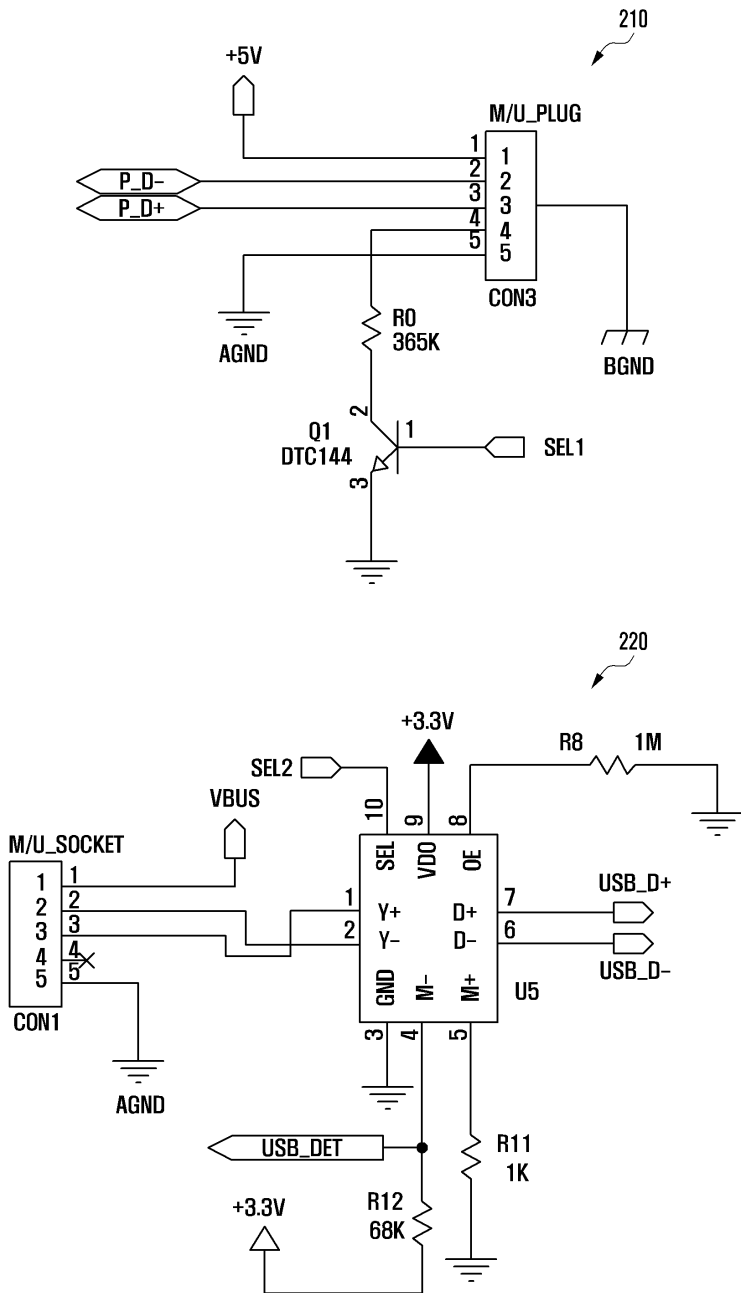 210
+5V
M/U_PLUG
1 1
P_D- 2 2
P_D+ 3 3
4 4
5 5
CON3
AGND
R0
365K
BGND
2
Q1
DTC144
1
SEL1
3
220
+3.3V
R8 1M
SEL2
VBUS
10 9 8
M/U_SOCKET
SEL VDO OE
1 1
2 2
3 3
4 4
5 5
CON1
AGND
1 Y+ D+ 7 USB_D+
2 Y- D- 6 USB_D-
GND M- M+
U5
3 4 5
USB_DET
R11
1K
R12
68K
+3.3V